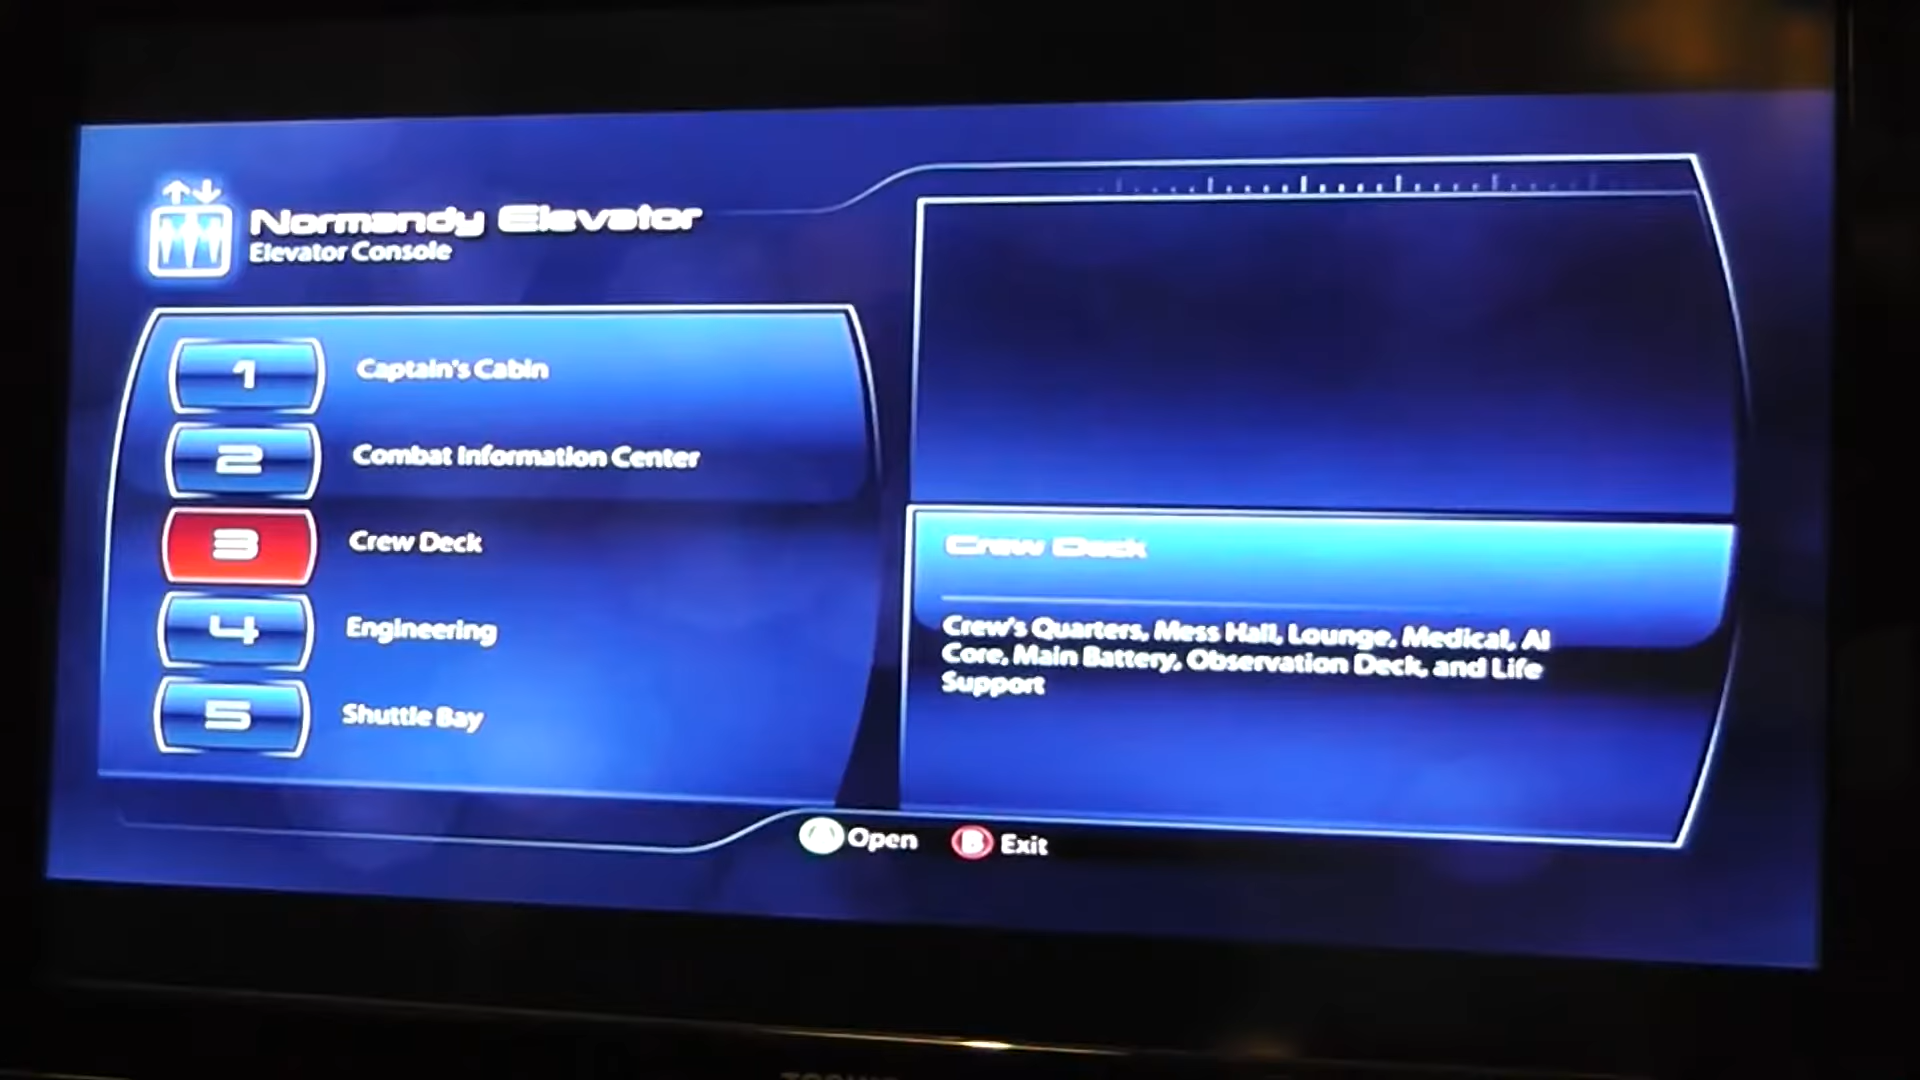 Normandy Elevator
Elevator Console
1 Captain's Cabin
2 Combat Information Center
3 Crew Deck
4 Engineering
5 Shuttle Bay
Crew Deck
Crew's Quarters, Mess Hall, Lounge, Medical, AI
Core, Main Battery, Observation Deck, and Life
Support
A Open B Exit